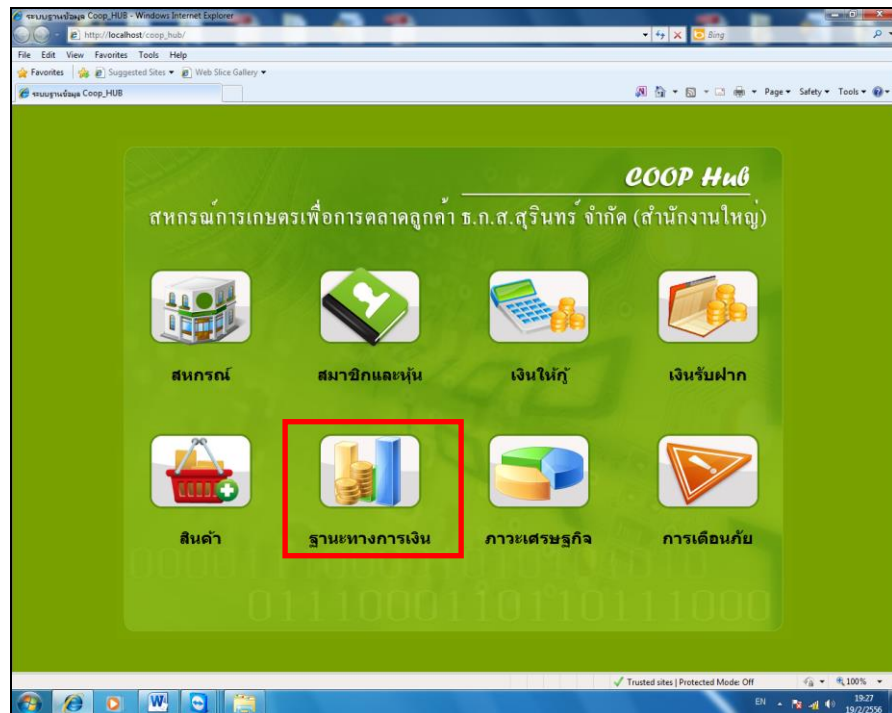 ระบบฐานข้อมูล Coop_HUB - Windows Internet Explorer
http://localhost/coop_hub/
Bing
File Edit View Favorites Tools Help
Favorites Suggested Sites Web Slice Gallery
ระบบฐานข้อมูล Coop_HUB
Page Safety Tools
COOP Hub
สหกรณ์การเกษตรเพื่อการตลาดลูกค้า ธ.ก.ส.สุรินทร์ จำกัด (สำนักงานใหญ่)
สหกรณ์ สมาชิกและหุ้น เงินให้กู้ เงินรับฝาก
สินค้า ฐานะทางการเงิน ภาวะเศรษฐกิจ การเตือนภัย
00001110001101101110
0111000110110111000
Trusted sites | Protected Mode: Off 100%
EN 19:27
19/2/2556